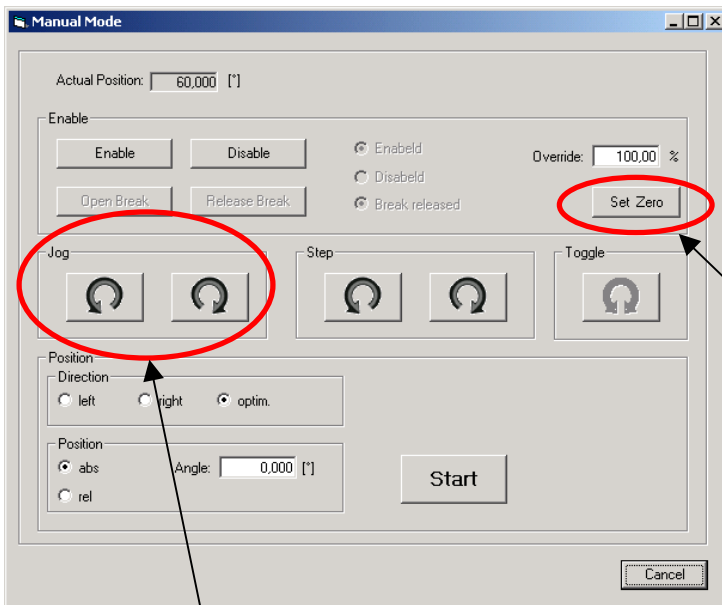 Manual Mode
Actual Position: 60,000 [°]
Enable
Enable Disable Enabeld Override: 100,00 %
Disabeld
Open Break Release Break Break released Set Zero
Jog Step Toggle
Position
Direction
left right optim.
Position
abs Angle: 0,000 [°]
rel
Start
Cancel